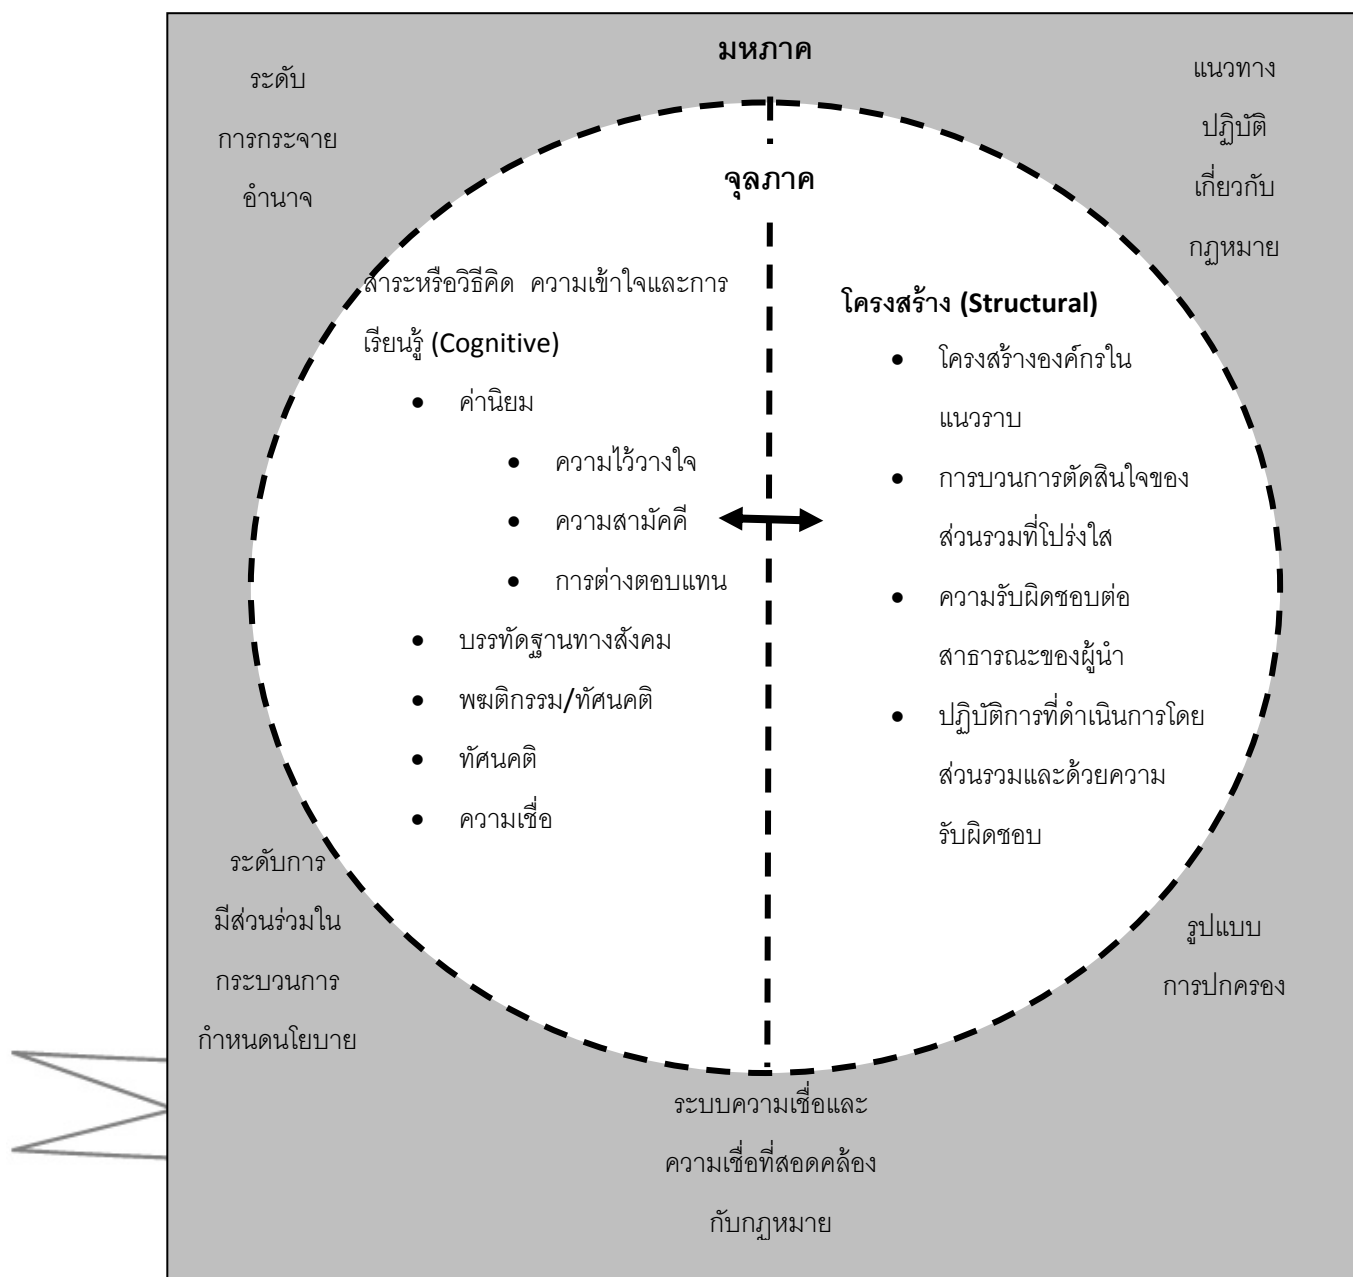 มหภาค
ระดับ
การกระจาย
อำนาจ
แนวทาง
ปฏิบัติ
เกี่ยวกับ
กฏหมาย
จุลภาค
สาระหรือวิธีคิด ความเข้าใจและการ
เรียนรู้ (Cognitive)
• ค่านิยม
• ความไว้วางใจ
• ความสามัคคี
• การต่างตอบแทน
• บรรทัดฐานทางสังคม
• พฆติกรรม/ทัศนคติ
• ทัศนคติ
• ความเชื่อ
โครงสร้าง (Structural)
• โครงสร้างองค์กรใน
แนวราบ
• การบวนการตัดสินใจของ
ส่วนรวมที่โปร่งใส
• ความรับผิดชอบต่อ
สาธารณะของผู้นำ
• ปฏิบัติการที่ดำเนินการโดย
ส่วนรวมและด้วยความ
รับผิดชอบ
ระดับการ
มีส่วนร่วมใน
กระบวนการ
กำหนดนโยบาย
รูปแบบ
การปกครอง
ระบบความเชื่อและ
ความเชื่อที่สอดคล้อง
กับกฏหมาย